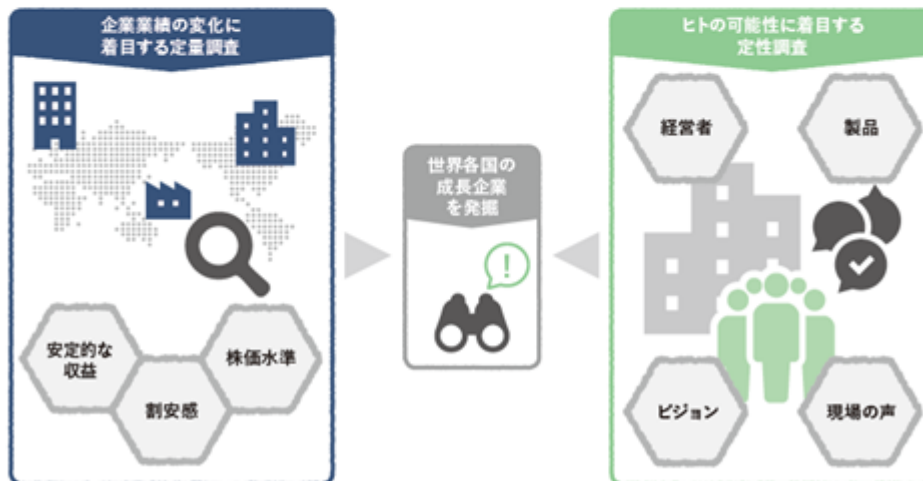 企業業績の変化に
着目する定量調査
安定的な
収益
割安感
株価水準
世界各国の
成長企業
を発掘
!
ヒトの可能性に着目する
定性調査
経営者
製品
ビジョン
現場の声